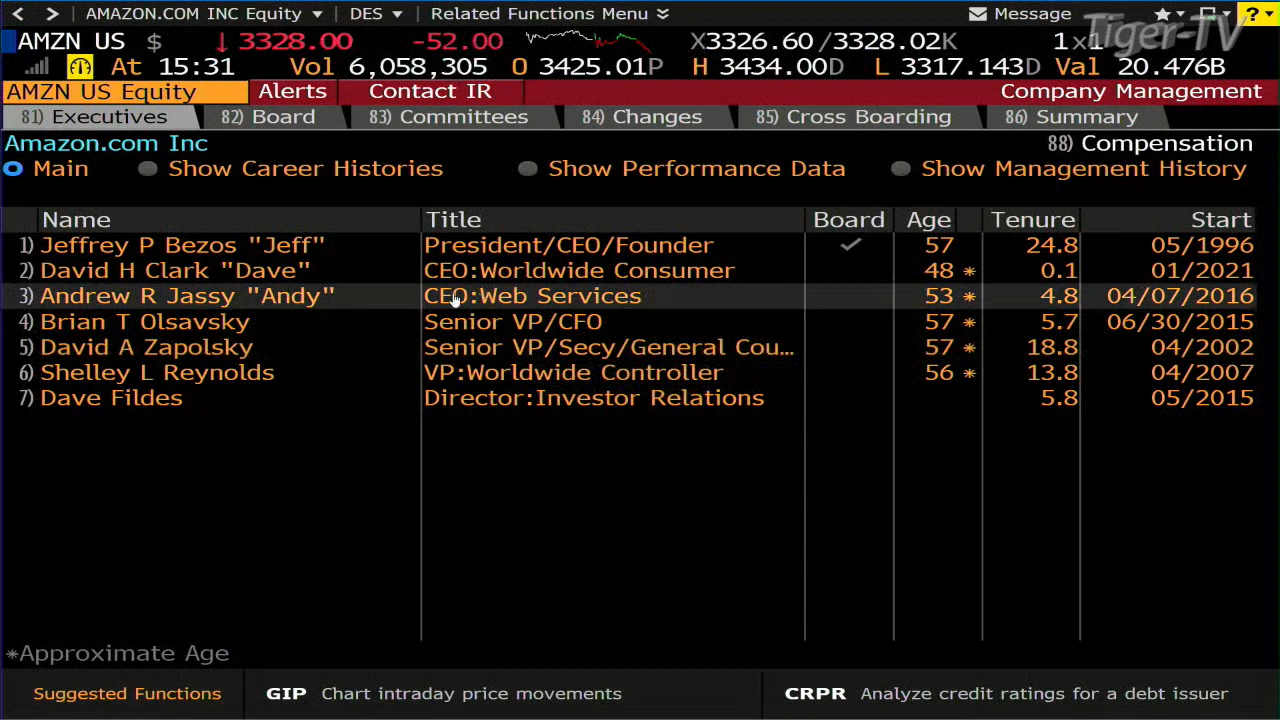 < > AMAZON.COM INC Equity DES Related Functions Menu Message ?
AMZN US $ ↓3328.00 -52.00 X3326.60/3328.02K 1x1 Tiger-TV
At 15:31 Vol 6,058,305 O 3425.01P H 3434.00D L 3317.143D Val 20.476B
AMZN US Equity Alerts Contact IR Company Management
81) Executives 82) Board 83) Committees 84) Changes 85) Cross Boarding 86) Summary
Amazon.com Inc 88) Compensation
Main Show Career Histories Show Performance Data Show Management History
Name Title Board Age Tenure Start
1) Jeffrey P Bezos "Jeff" President/CEO/Founder ✓ 57 24.8 05/1996
2) David H Clark "Dave" CEO:Worldwide Consumer 48 * 0.1 01/2021
3) Andrew R Jassy "Andy" CEO:Web Services 53 * 4.8 04/07/2016
4) Brian T Olsavsky Senior VP/CFO 57 * 5.7 06/30/2015
5) David A Zapolsky Senior VP/Secy/General Cou... 57 * 18.8 04/2002
6) Shelley L Reynolds VP:Worldwide Controller 56 * 13.8 04/2007
7) Dave Fildes Director:Investor Relations 5.8 05/2015
*Approximate Age
Suggested Functions GIP Chart intraday price movements CRPR Analyze credit ratings for a debt issuer